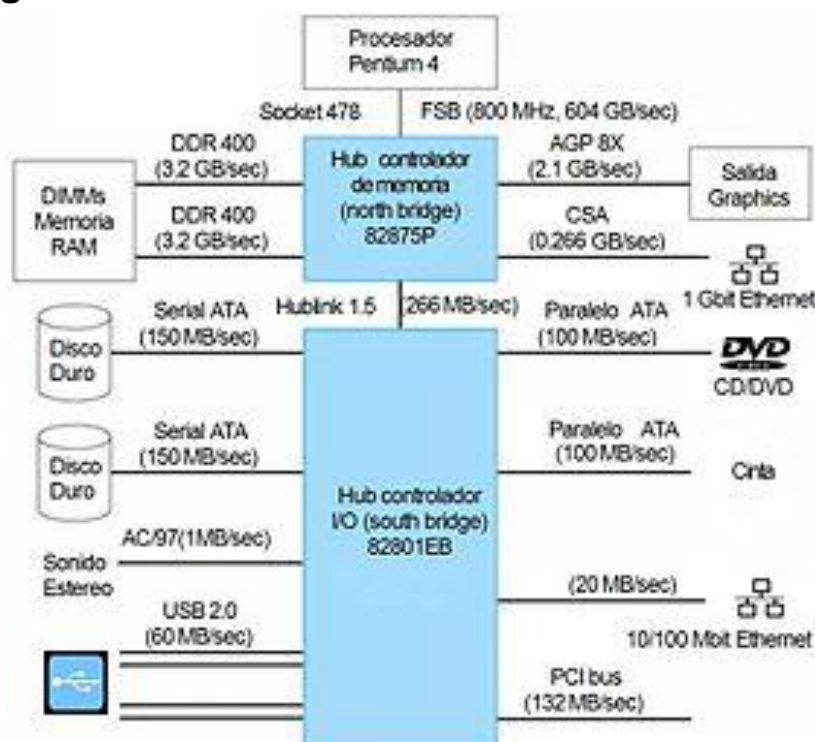 Procesador
Pentium 4
Socket 478
FSB (800 MHz, 604 GB/sec)
DDR 400
(3.2 GB/sec)
Hub controlador
de memoria
(north bridge)
82875P
AGP 8X
(2.1 GB/sec)
Salida
Graphics
DIMMs
Memoria
RAM
DDR 400
(3.2 GB/sec)
CSA
(0.266 GB/sec)
1 Gbit Ethernet
Serial ATA
(150 MB/sec)
Hublink 1.5
266 MB/sec)
Paralelo ATA
(100 MB/sec)
Disco
Duro
DVD
CD/DVD
Serial ATA
(150 MB/sec)
Paralelo ATA
(100 MB/sec)
Disco
Duro
Cinta
Hub controlador
I/O (south bridge)
82801EB
AC/97(1MB/sec)
Sonido
Estereo
(20 MB/sec)
10/100 Mbit Ethernet
USB 2.0
(60 MB/sec)
PCI bus
(132 MB/sec)